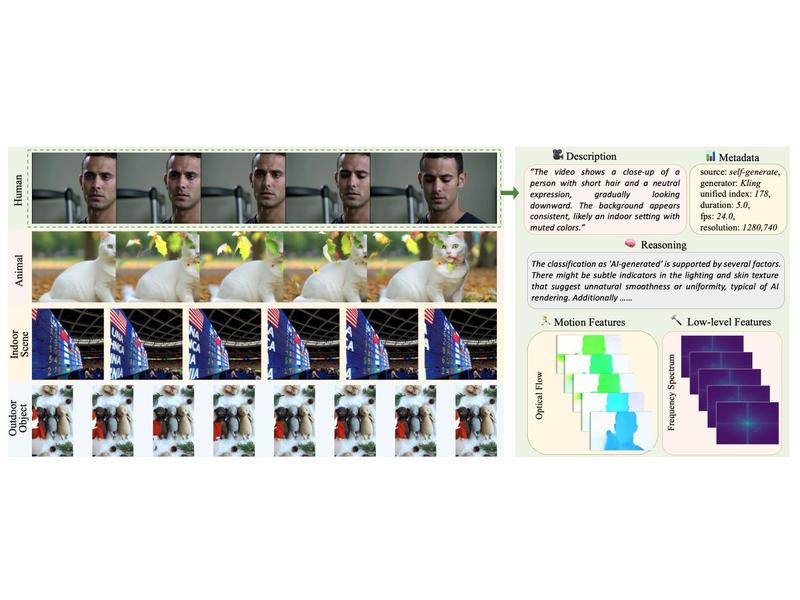 Human
Animal
Indoor
Scene
Outdoor
Object
Description
"The video shows a close-up of a
person with short hair and a neutral
expression, gradually looking
downward. The background appears
consistent, likely an indoor setting with
muted colors."
Metadata
source: self-generate,
generator: Kling
unified index: 178,
duration: 5.0,
fps: 24.0,
resolution: 1280,740
Reasoning
The classification as 'AI-generated' is supported by several factors.
There might be subtle indicators in the lighting and skin texture
that suggest unnatural smoothness or uniformity, typical of AI
rendering. Additionally ......
Motion Features
Optical Flow
Low-level Features
Frequency Spectrum